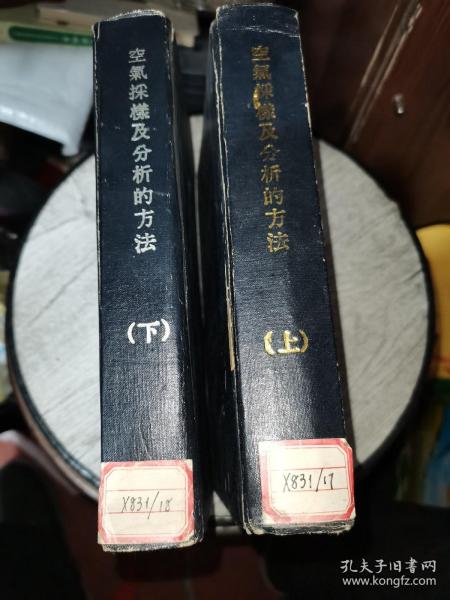 空氣採樣及分析的方法
(下)
X831/18
空氣採樣及分析的方法
(上)
X831/17
孔夫子旧书网
www.kongfz.com